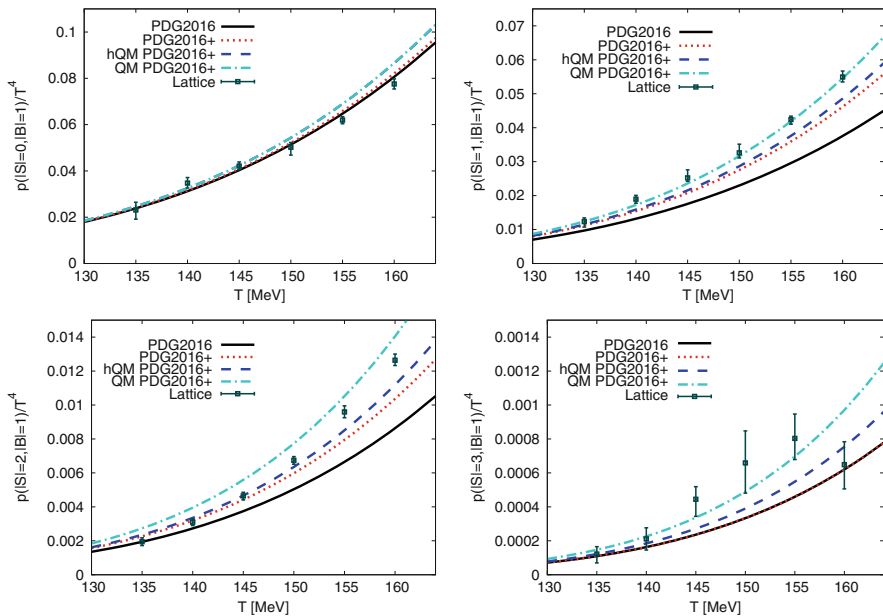 p(|S|=0,|B|=1)/T⁴
0.1
0.08
0.06
0.04
0.02
0
PDG2016
PDG2016+
hQM PDG2016+
QM PDG2016+
Lattice
130 135 140 145 150 155 160
T [MeV]
p(|S|=1,|B|=1)/T⁴
0.07
0.06
0.05
0.04
0.03
0.02
0.01
0
PDG2016
PDG2016+
hQM PDG2016+
QM PDG2016+
Lattice
130 135 140 145 150 155 160
T [MeV]
p(|S|=2,|B|=1)/T⁴
0.014
0.012
0.01
0.008
0.006
0.004
0.002
0
PDG2016
PDG2016+
hQM PDG2016+
QM PDG2016+
Lattice
130 135 140 145 150 155 160
T [MeV]
p(|S|=3,|B|=1)/T⁴
0.0014
0.0012
0.001
0.0008
0.0006
0.0004
0.0002
0
PDG2016
PDG2016+
hQM PDG2016+
QM PDG2016+
Lattice
130 135 140 145 150 155 160
T [MeV]